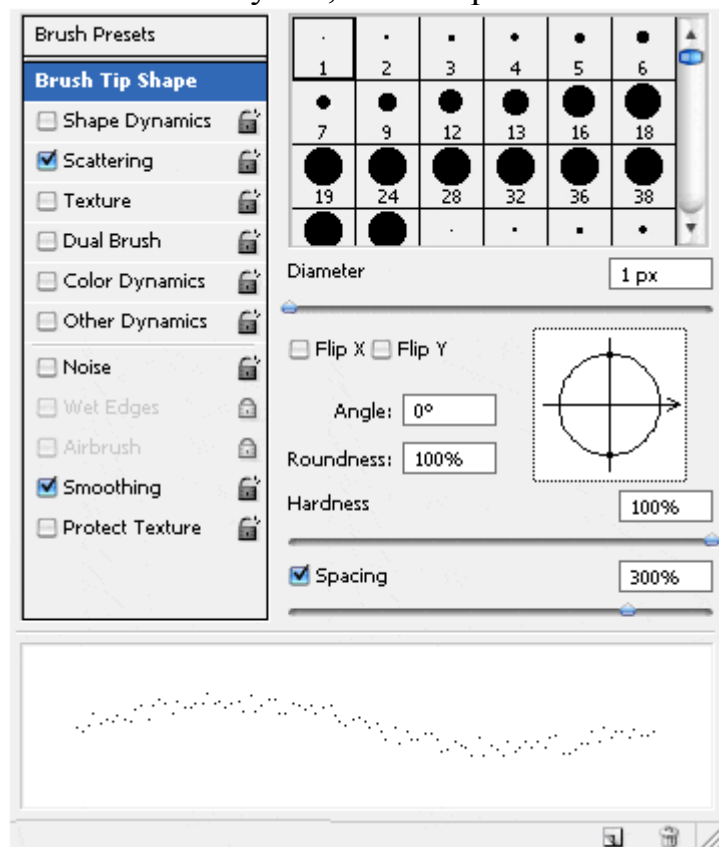 Brush Presets
Brush Tip Shape
Shape Dynamics
Scattering
Texture
Dual Brush
Color Dynamics
Other Dynamics
Noise
Wet Edges
Airbrush
Smoothing
Protect Texture
1 2 3 4 5 6
7 9 12 13 16 18
19 24 28 32 36 38
Diameter 1 px
Flip X Flip Y
Angle: 0º
Roundness: 100%
Hardness 100%
Spacing 300%